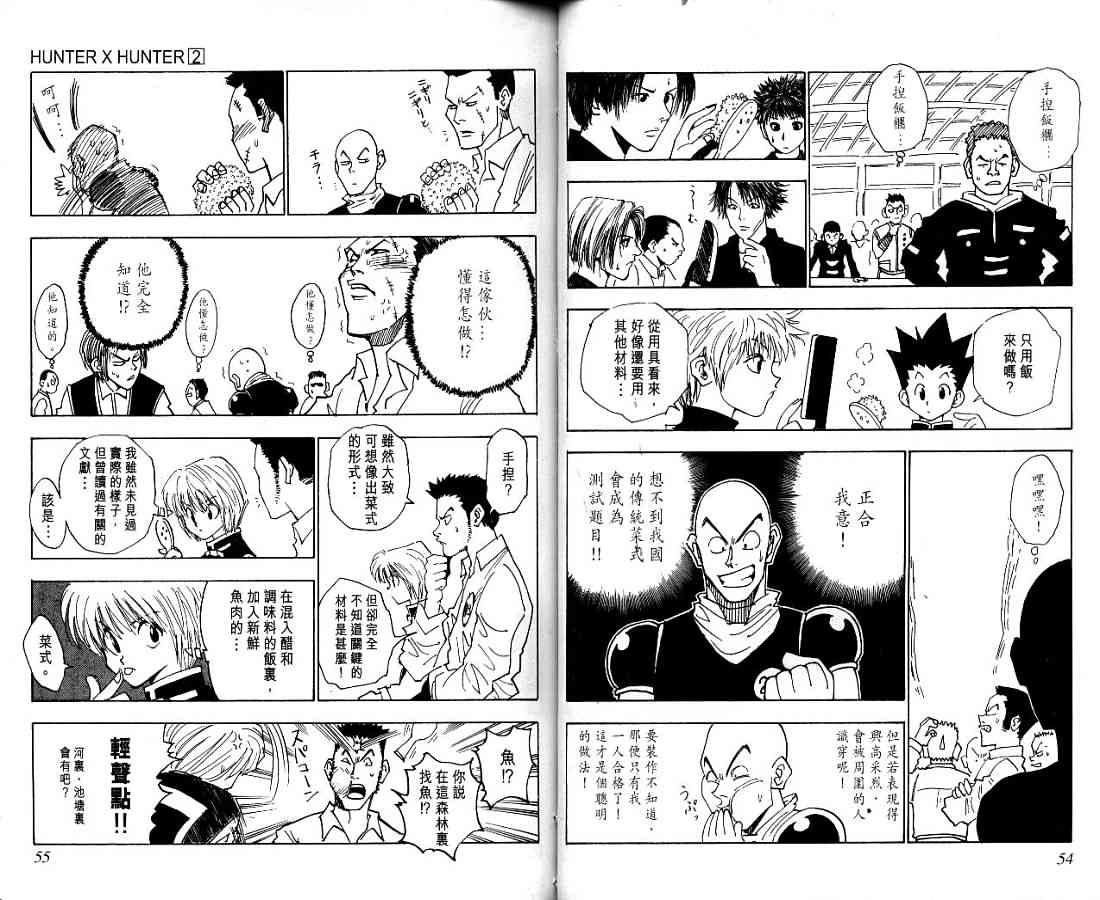 手捏飯糰…
手捏飯糰…
う～む
只用飯
來做嗎?
從用具看來，
好像還要用
其他材料…
嘿嘿嘿!
正合
我意!
想不到我國
的傳統菜式
會成為
測試題目!!
但是若表現得
興高采烈，
會被周圍的人
識穿呢!
要裝作不知道，
那便只有我
一人合格了!
這才是個聰明
的做法!
うぷっ
54
HUNTER X HUNTER 2
ニヤリと
ニヤリ
チラ…
呵
呵…
這傢伙…
懂得怎做!?
他懂怎做?
他懂怎做…
他完全
知道!?
他知道的。
手捏?
雖然大致
可想像出菜式
的形式…
但卻完全
不知道關鍵的
材料是甚麼!
我雖然未見過
實際的樣子，
但曾讀過有關的
文獻…
該是…
在混入醋和
調味料的飯裏，
加入新鮮
魚肉的…
菜式。
魚!?
你說
在這森林裏
找魚!?
スパコーン
輕聲點!!
河裏、池塘裏
會有吧?
55